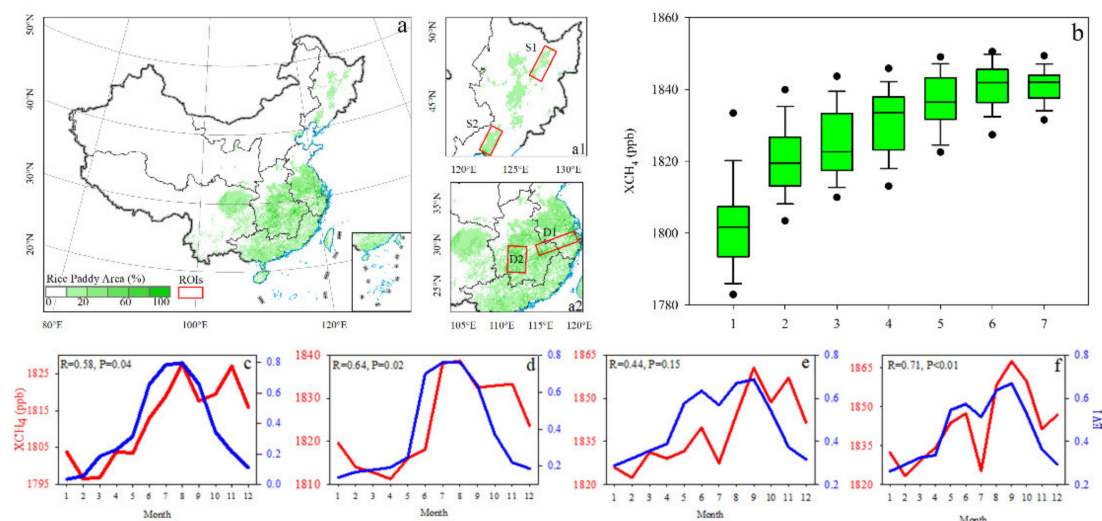 a
50°N
40°N
30°N
20°N
80°E
100°E
120°E
Rice Paddy Area (%)
0 20 60 100
ROIs
50°N
45°N
S1
S2
a1
120°E 125°E 130°E
35°N
30°N
25°N
D1
D2
a2
105°E 110°E 115°E 120°E
b
XCH4 (ppb)
1860
1840
1820
1800
1780
1 2 3 4 5 6 7
R=0.58, P=0.04
c
XCH4 (ppb)
1825
1815
1805
1795
0.8
0.6
0.4
0.2
0.0
1 2 3 4 5 6 7 8 9 10 11 12
Month
R=0.64, P=0.02
d
1840
1830
1820
1810
0.8
0.6
0.4
0.2
1 2 3 4 5 6 7 8 9 10 11 12
Month
R=0.44, P=0.15
e
1865
1850
1835
1820
0.8
0.6
0.4
0.2
1 2 3 4 5 6 7 8 9 10 11 12
Month
R=0.71, P<0.01
f
1865
1850
1835
1820
0.8
0.6
0.4
0.2
EVI
1 2 3 4 5 6 7 8 9 10 11 12
Month